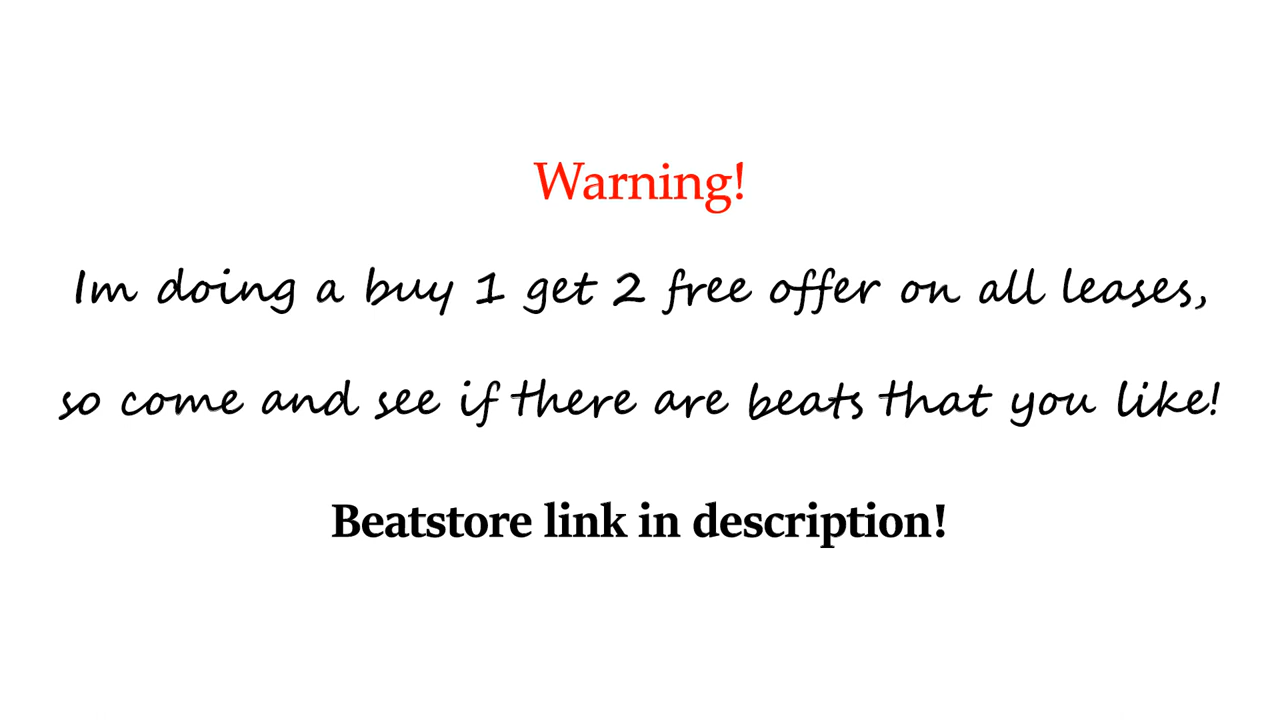 Warning!
Im doing a buy 1 get 2 free offer on all leases,
so come and see if there are beats that you like!
Beatstore link in description!